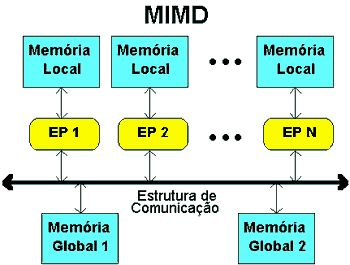 MIMD
Memória
Local
Memória
Local
Memória
Local
EP 1
EP 2
EP N
Estrutura de
Comunicação
Memória
Global 1
Memória
Global 2